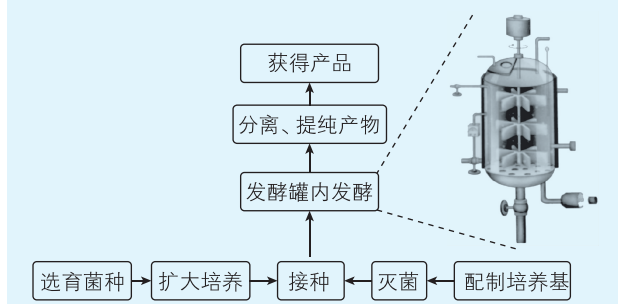 获得产品
分离、提纯产物
发酵罐内发酵
选育菌种
扩大培养
接种
灭菌
配制培养基